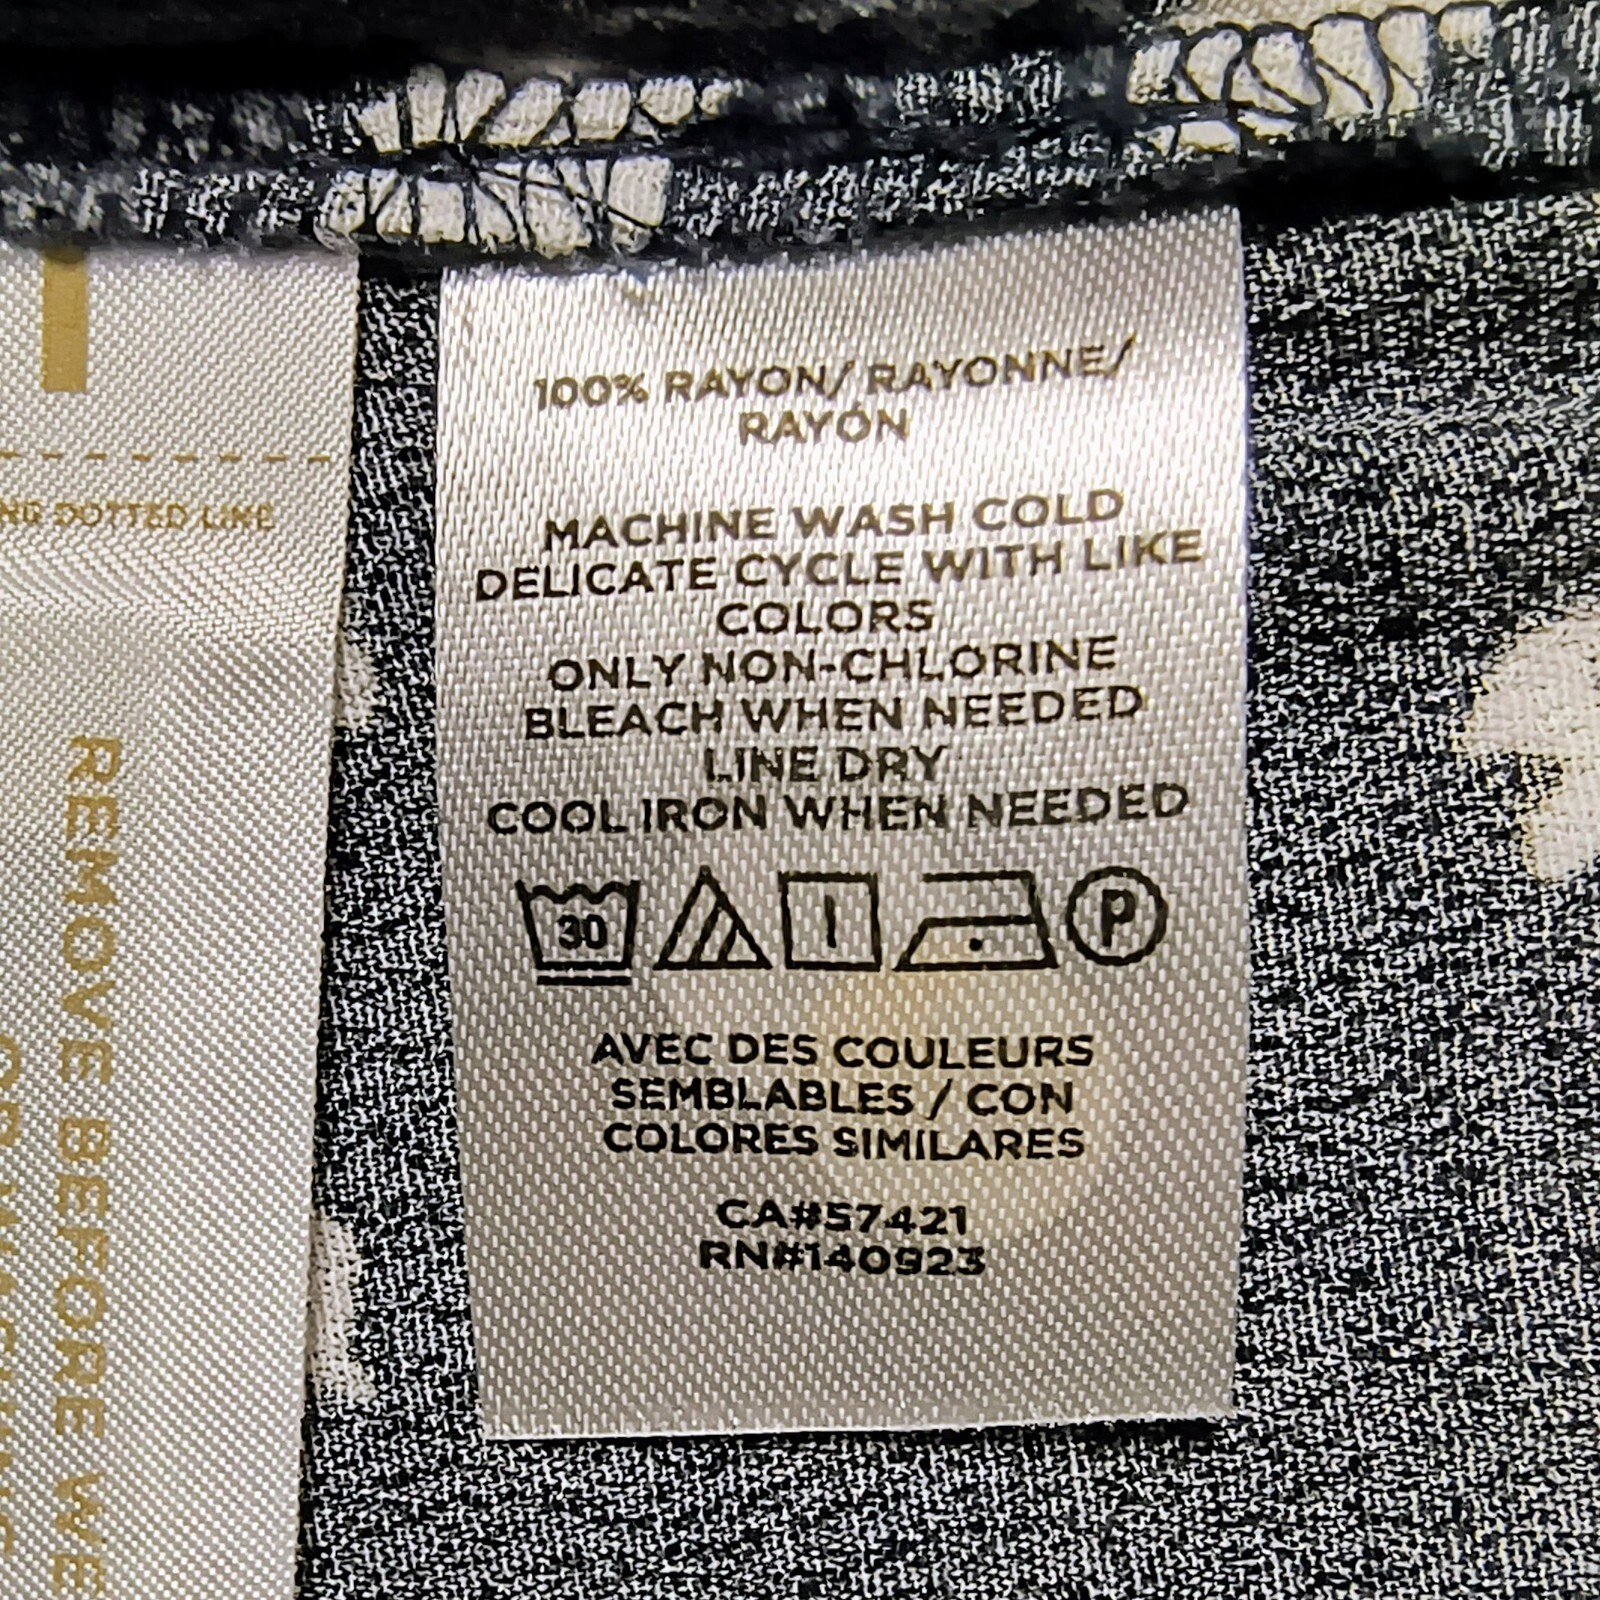 100% RAYON/ RAYONNE/
RAYÓN
MACHINE WASH COLD
DELICATE CYCLE WITH LIKE
COLORS
ONLY NON-CHLORINE
BLEACH WHEN NEEDED
LINE DRY
COOL IRON WHEN NEEDED
30
P
AVEC DES COULEURS
SEMBLABLES / CON
COLORES SIMILARES
CA#57421
RN#140923
DOTTED LINE
REMOVE BEFORE WE